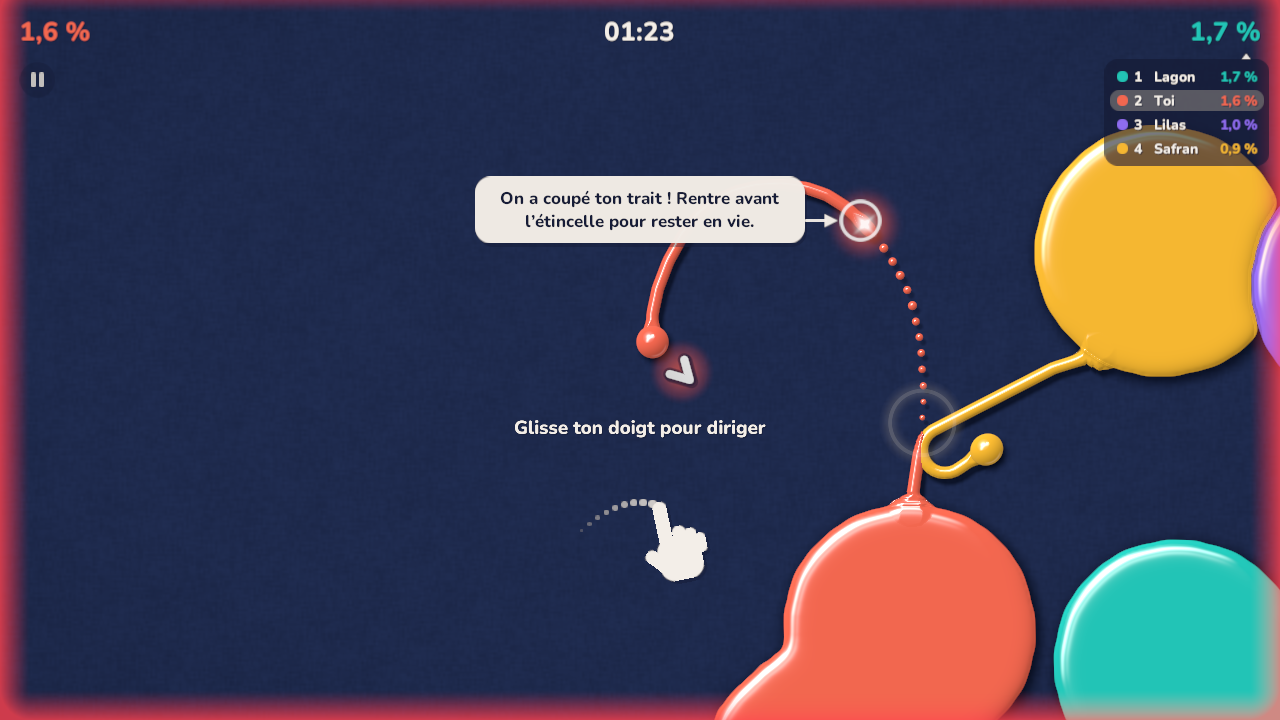 1,6 %
01:23
1,7 %
1 Lagon 1,7 %
2 Toi 1,6 %
3 Lilas 1,0 %
4 Safran 0,9 %
On a coupé ton trait ! Rentre avant
l’étincelle pour rester en vie.
Glisse ton doigt pour diriger